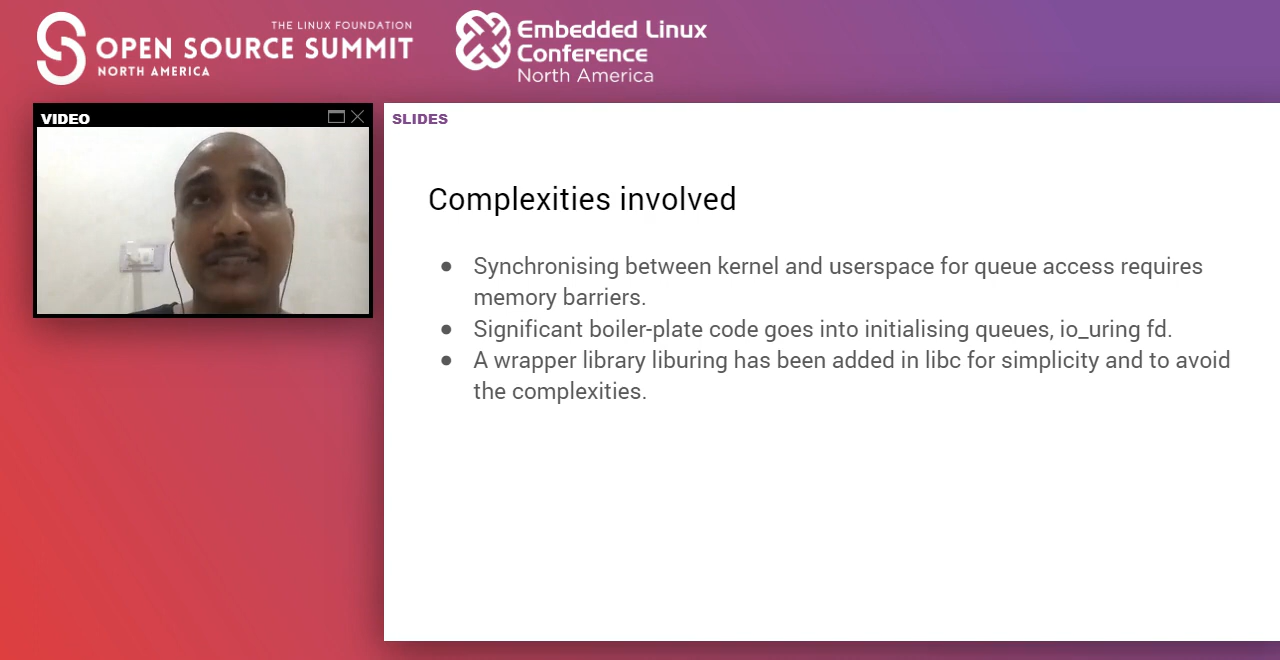 THE LINUX FOUNDATION
OPEN SOURCE SUMMIT
NORTH AMERICA
Embedded Linux
Conference
North America
VIDEO
SLIDES
Complexities involved
● Synchronising between kernel and userspace for queue access requires
memory barriers.
● Significant boiler-plate code goes into initialising queues, io_uring fd.
● A wrapper library liburing has been added in libc for simplicity and to avoid
the complexities.